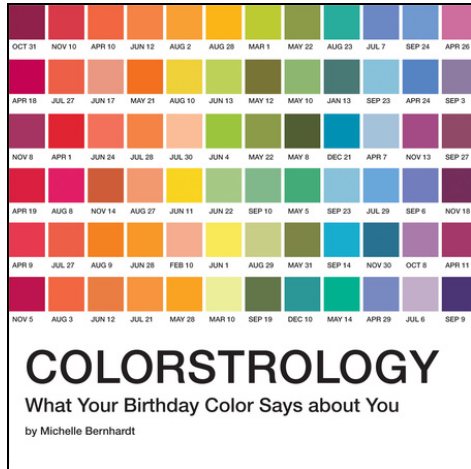 OCT 31 NOV 10 APR 10 JUN 12 AUG 2 AUG 28 MAR 1 MAY 22 AUG 23 JUL 7 SEP 24 APR 26
APR 18 JUL 27 JUN 17 MAY 21 AUG 10 JUN 13 MAY 12 MAY 10 JAN 13 SEP 23 APR 24 SEP 3
NOV 8 APR 1 JUN 24 JUL 28 JUL 30 JUN 4 MAY 22 MAY 8 DEC 21 APR 7 NOV 13 SEP 27
APR 19 AUG 8 NOV 14 AUG 27 JUN 11 JUN 22 SEP 10 MAY 5 SEP 23 JUL 29 SEP 6 NOV 18
APR 9 JUL 27 AUG 9 JUN 28 FEB 10 JUN 1 AUG 29 MAY 31 SEP 14 NOV 30 OCT 8 APR 11
NOV 5 AUG 3 JUN 12 JUL 21 MAY 28 MAR 10 SEP 19 DEC 10 MAY 14 APR 29 JUL 6 SEP 9
COLORSTROLOGY
What Your Birthday Color Says about You
by Michelle Bernhardt